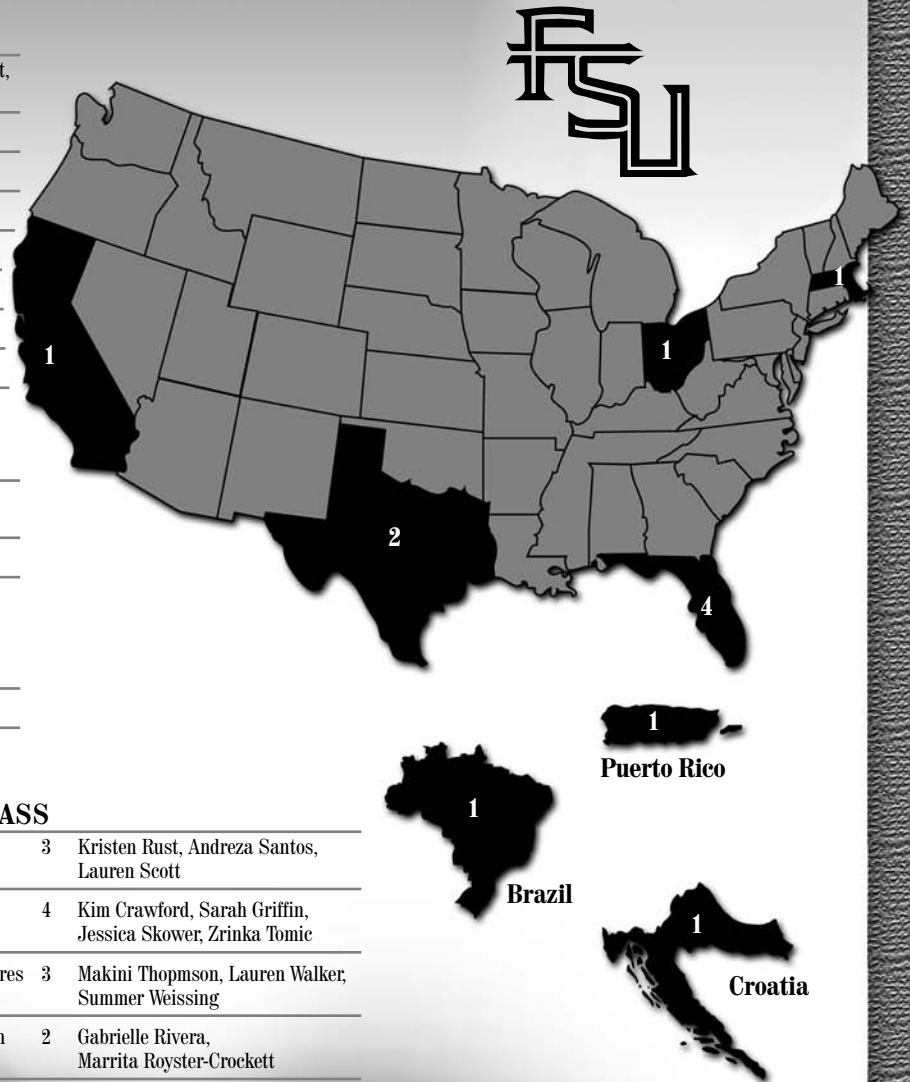 FSU
t,
1
1
1
2
4
1
Puerto Rico
1
Brazil
1
Croatia
ASS
3 Kristen Rust, Andreza Santos,
Lauren Scott
4 Kim Crawford, Sarah Griffin,
Jessica Skower, Zrinka Tomic
res 3 Makini Thopmson, Lauren Walker,
Summer Weissing
n 2 Gabrielle Rivera,
Marrita Royster-Crockett